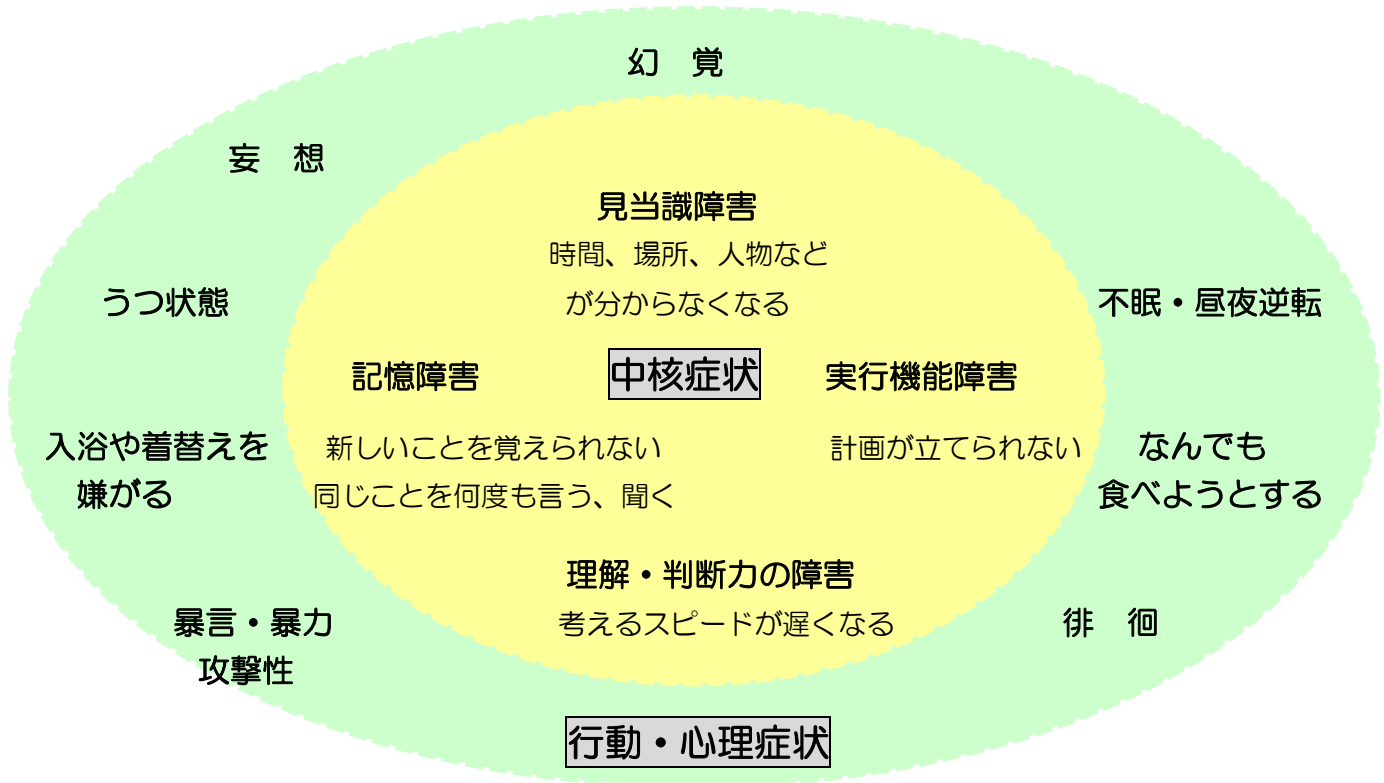 幻　覚
妄　想
見当識障害
時間、場所、人物など
が分からなくなる
うつ状態
不眠・昼夜逆転
記憶障害
中核症状
実行機能障害
入浴や着替えを
嫌がる
新しいことを覚えられない
同じことを何度も言う、聞く
計画が立てられない
なんでも
食べようとする
理解・判断力の障害
考えるスピードが遅くなる
暴言・暴力
攻撃性
徘　徊
行動・心理症状